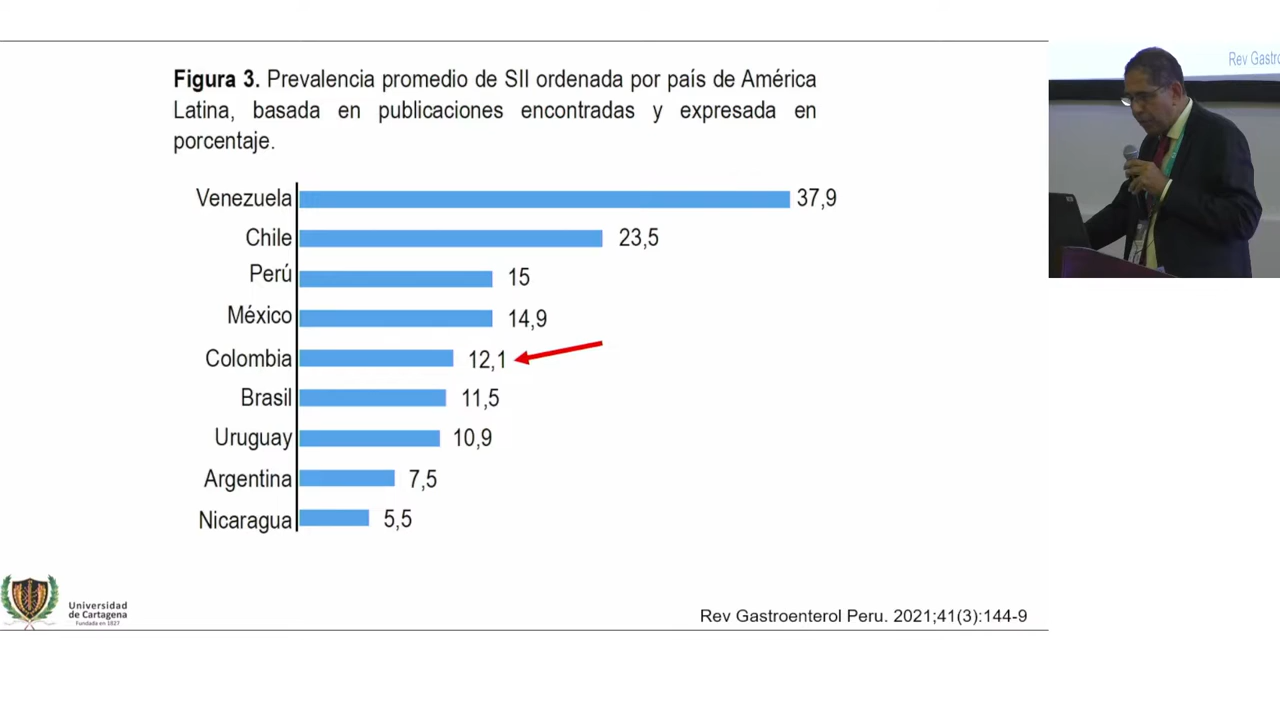 Figura 3. Prevalencia promedio de SII ordenada por país de América
Latina, basada en publicaciones encontradas y expresada en
porcentaje.
Venezuela 37,9
Chile 23,5
Perú 15
México 14,9
Colombia 12,1
Brasil 11,5
Uruguay 10,9
Argentina 7,5
Nicaragua 5,5
Universidad
de Cartagena
Fundada en 1827
Rev Gastroenterol Peru. 2021;41(3):144-9
Rev Gastro